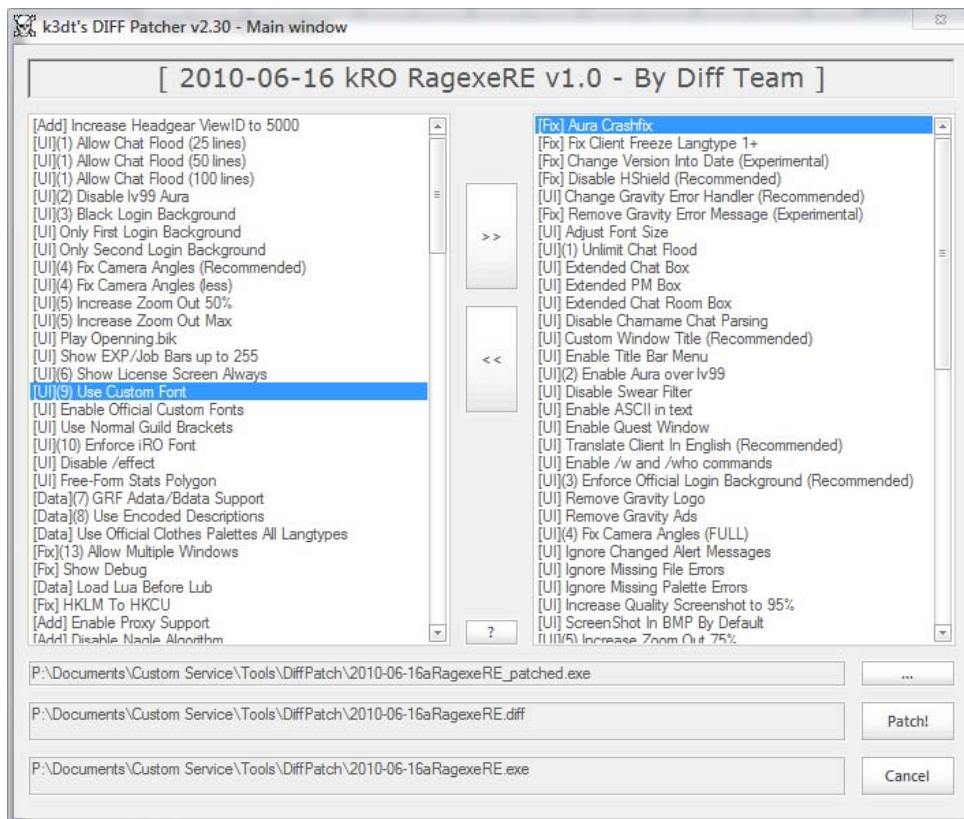 k3dt's DIFF Patcher v2.30 - Main window
[ 2010-06-16 kRO RagexeRE v1.0 - By Diff Team ]
[Add] Increase Headgear ViewID to 5000
[UI](1) Allow Chat Flood (25 lines)
[UI](1) Allow Chat Flood (50 lines)
[UI](1) Allow Chat Flood (100 lines)
[UI](2) Disable lv99 Aura
[UI](3) Black Login Background
[UI] Only First Login Background
[UI] Only Second Login Background
[UI](4) Fix Camera Angles (Recommended)
[UI](4) Fix Camera Angles (less)
[UI](5) Increase Zoom Out 50%
[UI](5) Increase Zoom Out Max
[UI] Play Openning.bik
[UI] Show EXP/Job Bars up to 255
[UI](6) Show License Screen Always
[UI](9) Use Custom Font
[UI] Enable Official Custom Fonts
[UI] Use Normal Guild Brackets
[UI](10) Enforce iRO Font
[UI] Disable /effect
[UI] Free-Form Stats Polygon
[Data](7) GRF Adata/Bdata Support
[Data](8) Use Encoded Descriptions
[Data] Use Official Clothes Palettes All Langtypes
[Fix](13) Allow Multiple Windows
[Fix] Show Debug
[Data] Load Lua Before Lub
[Fix] HKLM To HKCU
[Add] Enable Proxy Support
[Add] Disable Nagle Algorithm
>>
<<
?
[Fix] Aura Crashfix
[Fix] Fix Client Freeze Langtype 1+
[Fix] Change Version Into Date (Experimental)
[Fix] Disable HShield (Recommended)
[UI] Change Gravity Error Handler (Recommended)
[Fix] Remove Gravity Error Message (Experimental)
[UI] Adjust Font Size
[UI](1) Unlimit Chat Flood
[UI] Extended Chat Box
[UI] Extended PM Box
[UI] Extended Chat Room Box
[UI] Disable Charname Chat Parsing
[UI] Custom Window Title (Recommended)
[UI] Enable Title Bar Menu
[UI](2) Enable Aura over lv99
[UI] Disable Swear Filter
[UI] Enable ASCII in text
[UI] Enable Quest Window
[UI] Translate Client In English (Recommended)
[UI] Enable /w and /who commands
[UI](3) Enforce Official Login Background (Recommended)
[UI] Remove Gravity Logo
[UI] Remove Gravity Ads
[UI](4) Fix Camera Angles (FULL)
[UI] Ignore Changed Alert Messages
[UI] Ignore Missing File Errors
[UI] Ignore Missing Palette Errors
[UI] Increase Quality Screenshot to 95%
[UI] ScreenShot In BMP By Default
[UI](5) Increase Zoom Out 75%
P:\Documents\Custom Service\Tools\DiffPatch\2010-06-16aRagexeRE_patched.exe
...
P:\Documents\Custom Service\Tools\DiffPatch\2010-06-16aRagexeRE.diff
Patch!
P:\Documents\Custom Service\Tools\DiffPatch\2010-06-16aRagexeRE.exe
Cancel